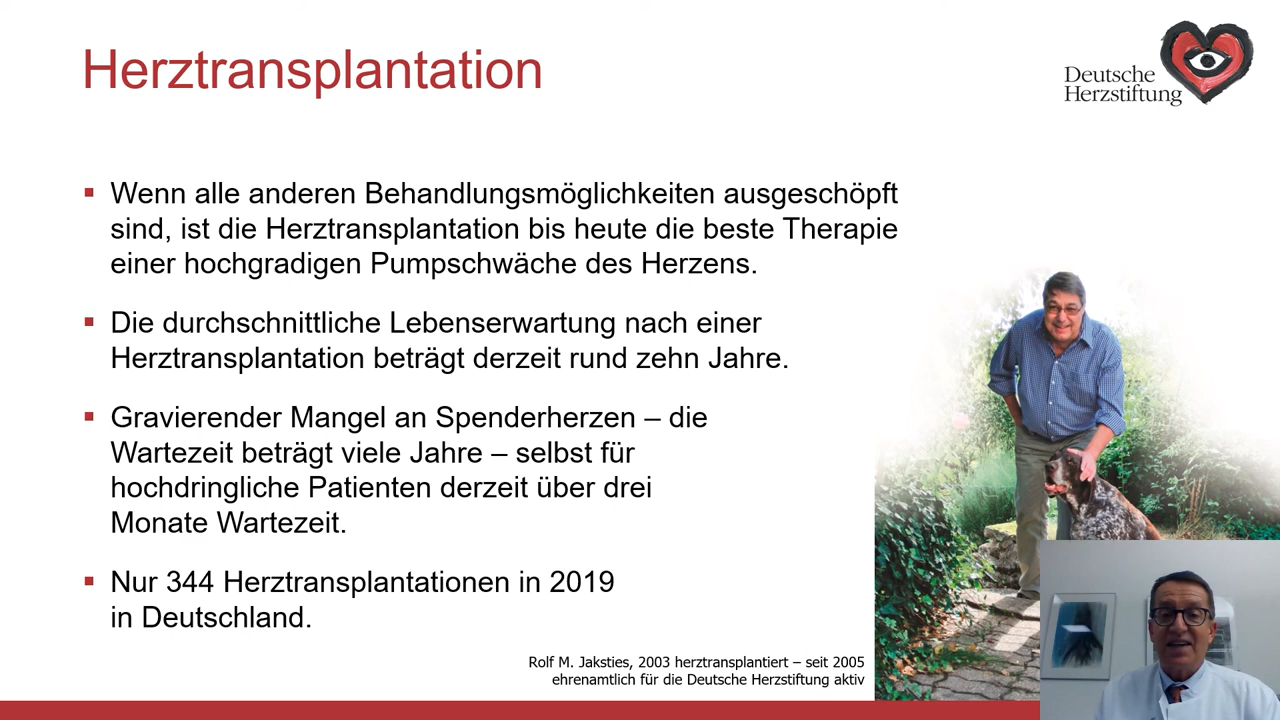 Herztransplantation
Deutsche
Herzstiftung
Wenn alle anderen Behandlungsmöglichkeiten ausgeschöpft
sind, ist die Herztransplantation bis heute die beste Therapie
einer hochgradigen Pumpschwäche des Herzens.
Die durchschnittliche Lebenserwartung nach einer
Herztransplantation beträgt derzeit rund zehn Jahre.
Gravierender Mangel an Spenderherzen – die
Wartezeit beträgt viele Jahre – selbst für
hochdringliche Patienten derzeit über drei
Monate Wartezeit.
Nur 344 Herztransplantationen in 2019
in Deutschland.
Rolf M. Jaksties, 2003 herztransplantiert – seit 2005
ehrenamtlich für die Deutsche Herzstiftung aktiv